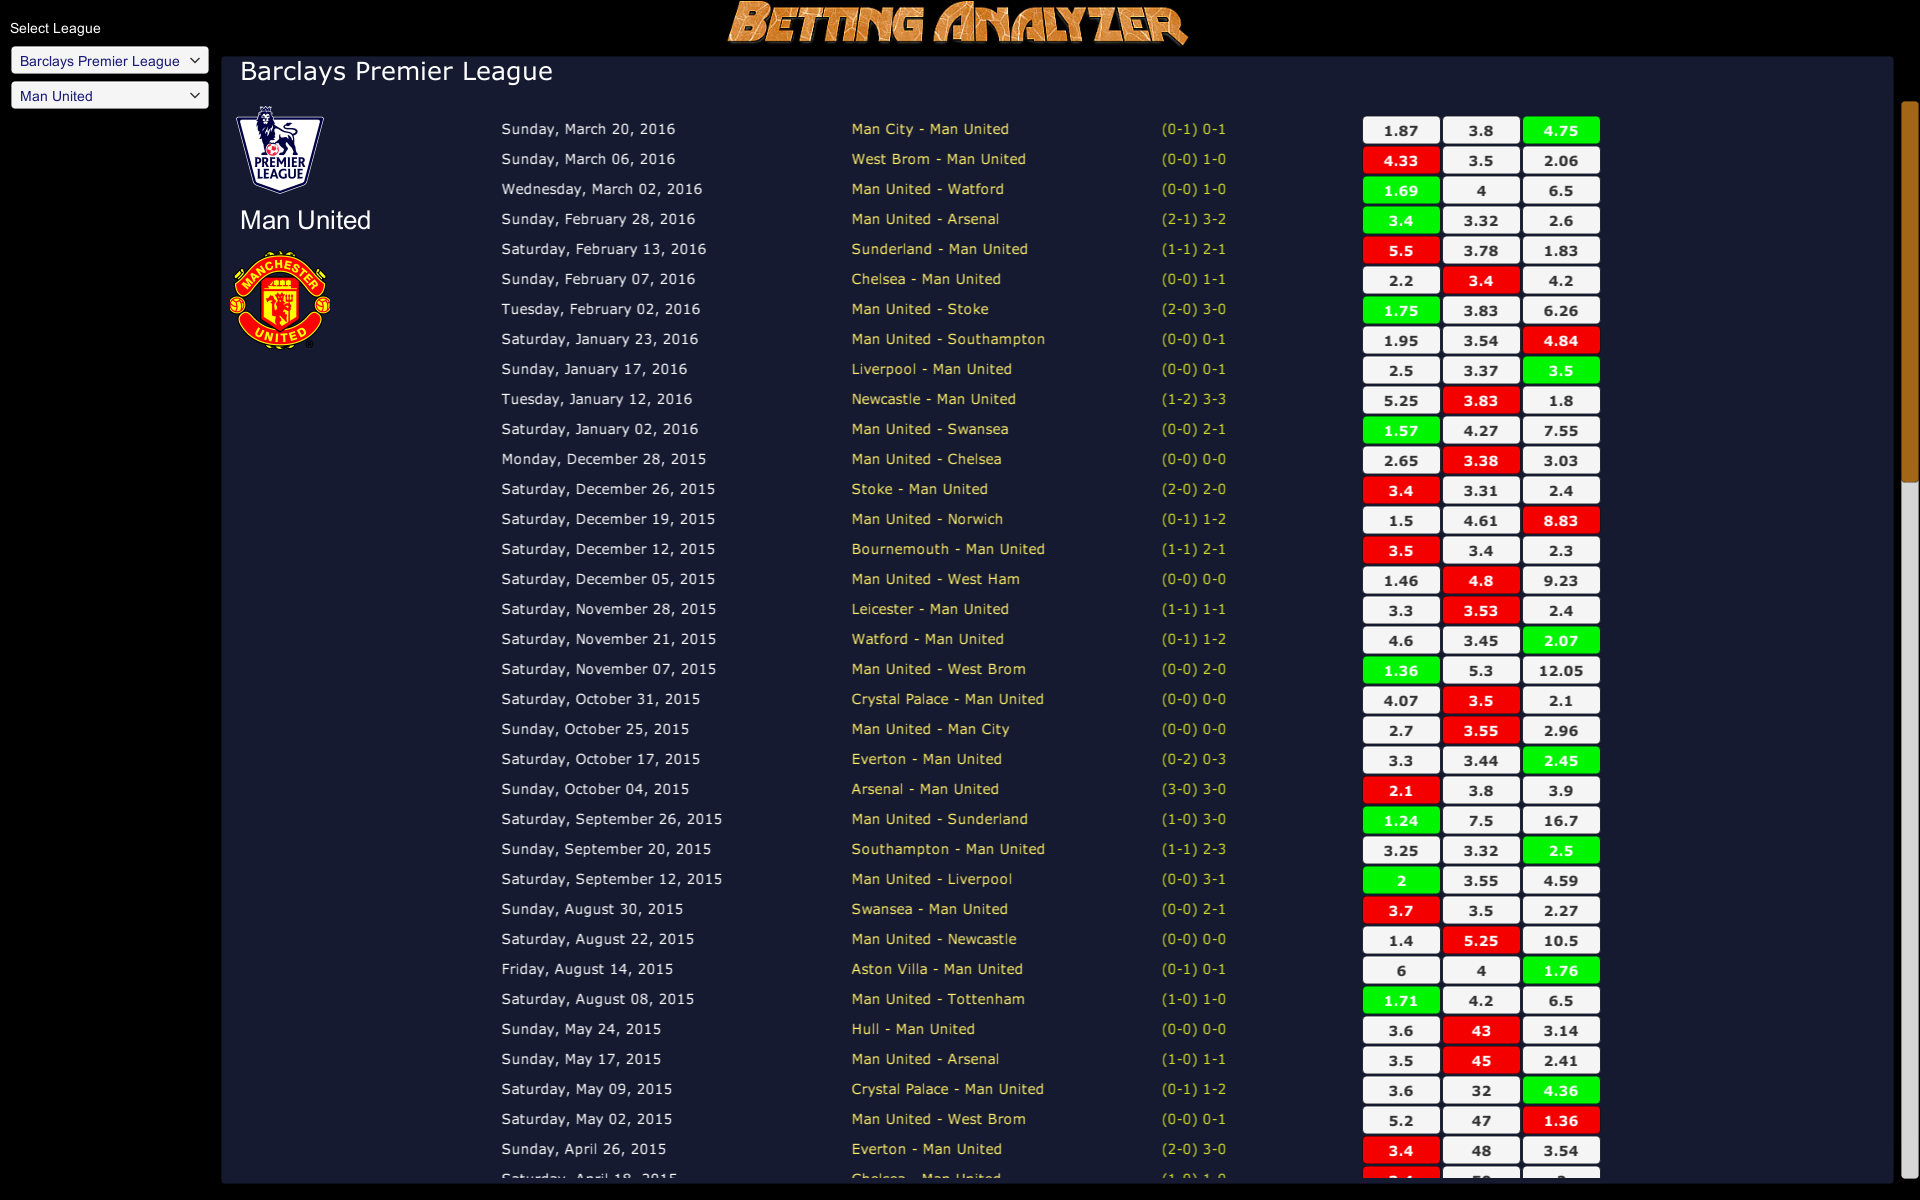 BETTING ANALYZER
Select League
Barclays Premier League
Man United
Barclays Premier League
PREMIER
LEAGUE
Man United
MANCHESTER
UNITED
Sunday, March 20, 2016 Man City - Man United (0-1) 0-1 1.87 3.8 4.75
Sunday, March 06, 2016 West Brom - Man United (0-0) 1-0 4.33 3.5 2.06
Wednesday, March 02, 2016 Man United - Watford (0-0) 1-0 1.69 4 6.5
Sunday, February 28, 2016 Man United - Arsenal (2-1) 3-2 3.4 3.32 2.6
Saturday, February 13, 2016 Sunderland - Man United (1-1) 2-1 5.5 3.78 1.83
Sunday, February 07, 2016 Chelsea - Man United (0-0) 1-1 2.2 3.4 4.2
Tuesday, February 02, 2016 Man United - Stoke (2-0) 3-0 1.75 3.83 6.26
Saturday, January 23, 2016 Man United - Southampton (0-0) 0-1 1.95 3.54 4.84
Sunday, January 17, 2016 Liverpool - Man United (0-0) 0-1 2.5 3.37 3.5
Tuesday, January 12, 2016 Newcastle - Man United (1-2) 3-3 5.25 3.83 1.8
Saturday, January 02, 2016 Man United - Swansea (0-0) 2-1 1.57 4.27 7.55
Monday, December 28, 2015 Man United - Chelsea (0-0) 0-0 2.65 3.38 3.03
Saturday, December 26, 2015 Stoke - Man United (2-0) 2-0 3.4 3.31 2.4
Saturday, December 19, 2015 Man United - Norwich (0-1) 1-2 1.5 4.61 8.83
Saturday, December 12, 2015 Bournemouth - Man United (1-1) 2-1 3.5 3.4 2.3
Saturday, December 05, 2015 Man United - West Ham (0-0) 0-0 1.46 4.8 9.23
Saturday, November 28, 2015 Leicester - Man United (1-1) 1-1 3.3 3.53 2.4
Saturday, November 21, 2015 Watford - Man United (0-1) 1-2 4.6 3.45 2.07
Saturday, November 07, 2015 Man United - West Brom (0-0) 2-0 1.36 5.3 12.05
Saturday, October 31, 2015 Crystal Palace - Man United (0-0) 0-0 4.07 3.5 2.1
Sunday, October 25, 2015 Man United - Man City (0-0) 0-0 2.7 3.55 2.96
Saturday, October 17, 2015 Everton - Man United (0-2) 0-3 3.3 3.44 2.45
Sunday, October 04, 2015 Arsenal - Man United (3-0) 3-0 2.1 3.8 3.9
Saturday, September 26, 2015 Man United - Sunderland (1-0) 3-0 1.24 7.5 16.7
Sunday, September 20, 2015 Southampton - Man United (1-1) 2-3 3.25 3.32 2.5
Saturday, September 12, 2015 Man United - Liverpool (0-0) 3-1 2 3.55 4.59
Sunday, August 30, 2015 Swansea - Man United (0-0) 2-1 3.7 3.5 2.27
Saturday, August 22, 2015 Man United - Newcastle (0-0) 0-0 1.4 5.25 10.5
Friday, August 14, 2015 Aston Villa - Man United (0-1) 0-1 6 4 1.76
Saturday, August 08, 2015 Man United - Tottenham (1-0) 1-0 1.71 4.2 6.5
Sunday, May 24, 2015 Hull - Man United (0-0) 0-0 3.6 43 3.14
Sunday, May 17, 2015 Man United - Arsenal (1-0) 1-1 3.5 45 2.41
Saturday, May 09, 2015 Crystal Palace - Man United (0-1) 1-2 3.6 32 4.36
Saturday, May 02, 2015 Man United - West Brom (0-0) 0-1 5.2 47 1.36
Sunday, April 26, 2015 Everton - Man United (2-0) 3-0 3.4 48 3.54
Saturday, April 18, 2015 Chelsea - Man United (1-0) 1-0